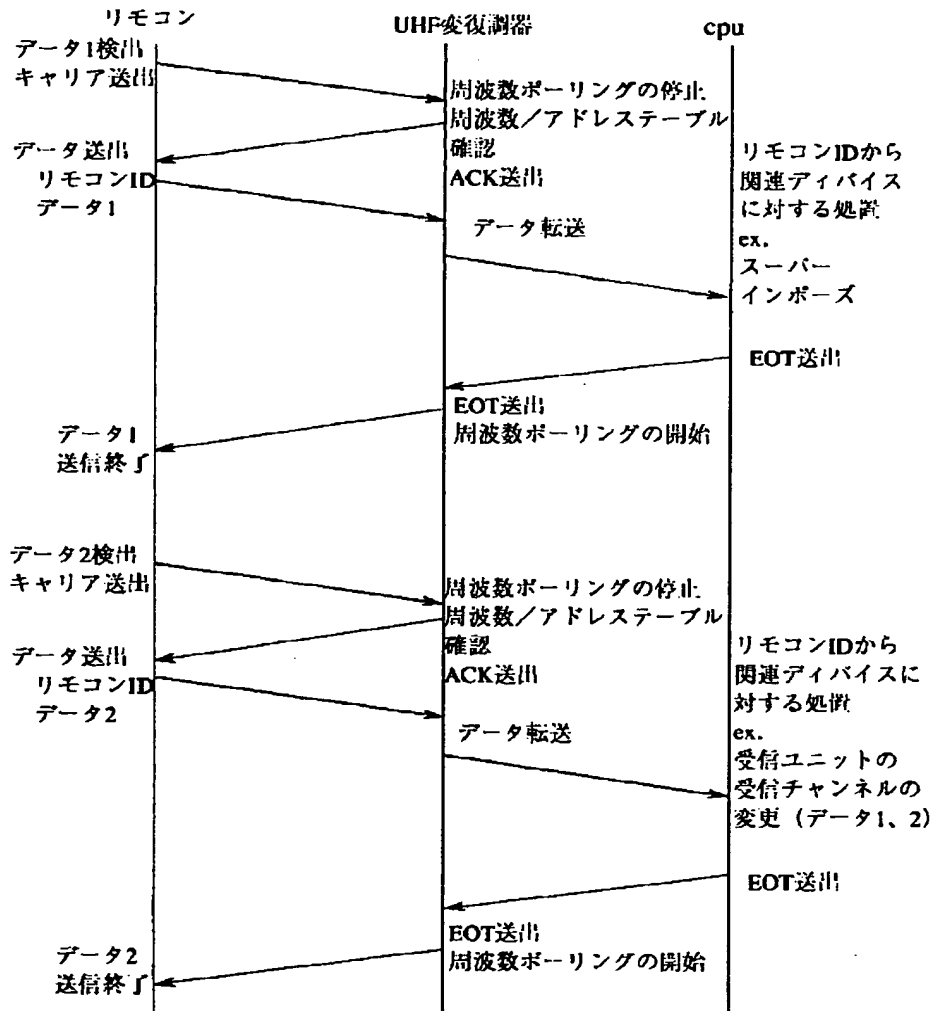 リモコン
UHF変復調器
cpu
データ1検出
キャリア送出
周波数ポーリングの停止
周波数／アドレステーブル
確認
ACK送出
データ送出
リモコンID
データ1
データ転送
リモコンIDから
関連ディバイス
に対する処置
ex.
スーパー
インポーズ
EOT送出
EOT送出
周波数ポーリングの開始
データ1
送信終了
データ2検出
キャリア送出
周波数ポーリングの停止
周波数／アドレステーブル
確認
ACK送出
データ送出
リモコンID
データ2
データ転送
リモコンIDから
関連ディバイスに
対する処置
ex.
受信ユニットの
受信チャンネルの
変更（データ1、2）
EOT送出
EOT送出
周波数ポーリングの開始
データ2
送信終了